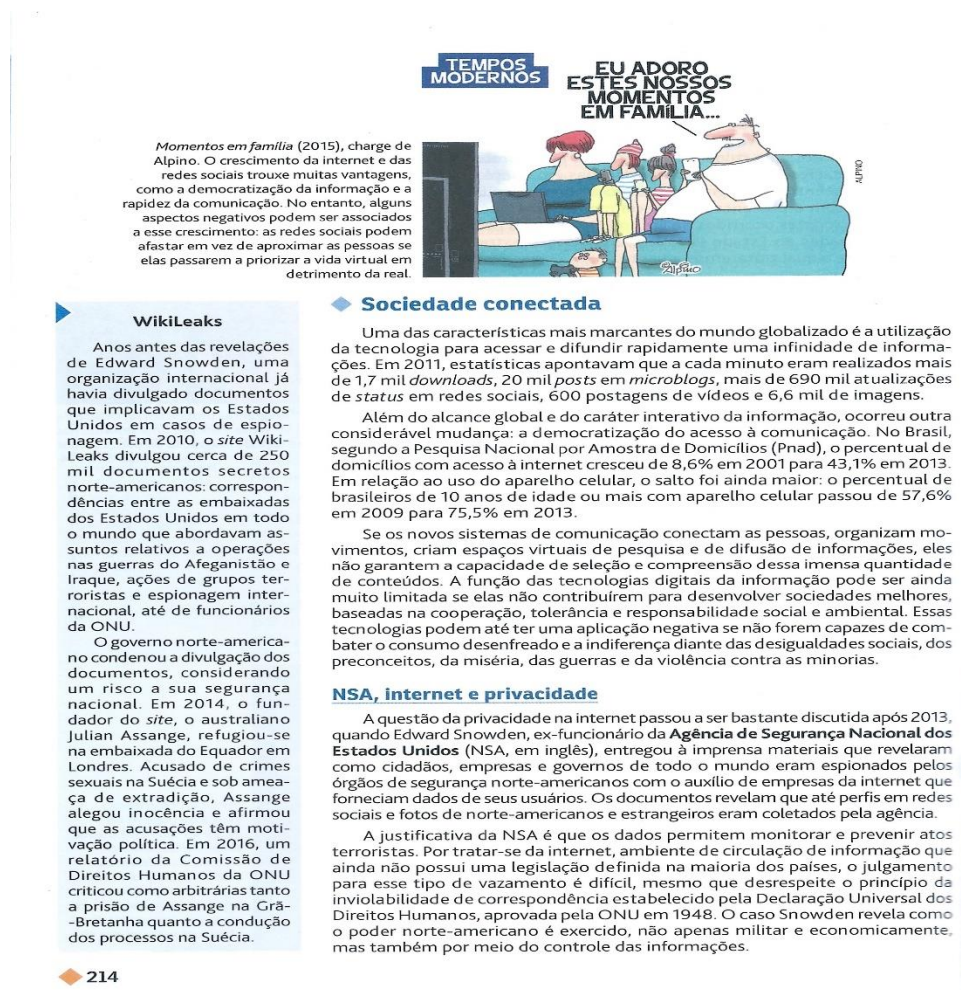 TEMPOS
MODERNOS
EU ADORO
ESTES NOSSOS
MOMENTOS
EM FAMÍLIA...
Momentos em família (2015), charge de
Alpino. O crescimento da internet e das
redes sociais trouxe muitas vantagens,
como a democratização da informação e a
rapidez da comunicação. No entanto, alguns
aspectos negativos podem ser associados
a esse crescimento: as redes sociais podem
afastar em vez de aproximar as pessoas se
elas passarem a priorizar a vida virtual em
detrimento da real.
ALPINO
Alpino
WikiLeaks
Anos antes das revelações
de Edward Snowden, uma
organização internacional já
havia divulgado documentos
que implicavam os Estados
Unidos em casos de espio-
nagem. Em 2010, o site Wiki-
Leaks divulgou cerca de 250
mil documentos secretos
norte-americanos: correspon-
dências entre as embaixadas
dos Estados Unidos em todo
o mundo que abordavam as-
suntos relativos a operações
nas guerras do Afeganistão e
Iraque, ações de grupos ter-
roristas e espionagem inter-
nacional, até de funcionários
da ONU.
O governo norte-america-
no condenou a divulgação dos
documentos, considerando
um risco a sua segurança
nacional. Em 2014, o fun-
dador do site, o australiano
Julian Assange, refugiou-se
na embaixada do Equador em
Londres. Acusado de crimes
sexuais na Suécia e sob amea-
ça de extradição, Assange
alegou inocência e afirmou
que as acusações têm moti-
vação política. Em 2016, um
relatório da Comissão de
Direitos Humanos da ONU
criticou como arbitrárias tanto
a prisão de Assange na Grã-
-Bretanha quanto a condução
dos processos na Suécia.
Sociedade conectada
Uma das características mais marcantes do mundo globalizado é a utilização
da tecnologia para acessar e difundir rapidamente uma infinidade de informa-
ções. Em 2011, estatísticas apontavam que a cada minuto eram realizados mais
de 1,7 mil downloads, 20 mil posts em microblogs, mais de 690 mil atualizações
de status em redes sociais, 600 postagens de vídeos e 6,6 mil de imagens.
Além do alcance global e do caráter interativo da informação, ocorreu outra
considerável mudança: a democratização do acesso à comunicação. No Brasil,
segundo a Pesquisa Nacional por Amostra de Domicílios (Pnad), o percentual de
domicílios com acesso à internet cresceu de 8,6% em 2001 para 43,1% em 2013.
Em relação ao uso do aparelho celular, o salto foi ainda maior: o percentual de
brasileiros de 10 anos de idade ou mais com aparelho celular passou de 57,6%
em 2009 para 75,5% em 2013.
Se os novos sistemas de comunicação conectam as pessoas, organizam mo-
vimentos, criam espaços virtuais de pesquisa e de difusão de informações, eles
não garantem a capacidade de seleção e compreensão dessa imensa quantidade
de conteúdos. A função das tecnologias digitais da informação pode ser ainda
muito limitada se elas não contribuírem para desenvolver sociedades melhores,
baseadas na cooperação, tolerância e responsabilidade social e ambiental. Essas
tecnologias podem até ter uma aplicação negativa se não forem capazes de com-
bater o consumo desenfreado e a indiferença diante das desigualdades sociais, dos
preconceitos, da miséria, das guerras e da violência contra as minorias.
NSA, internet e privacidade
A questão da privacidade na internet passou a ser bastante discutida após 2013,
quando Edward Snowden, ex-funcionário da Agência de Segurança Nacional dos
Estados Unidos (NSA, em inglês), entregou à imprensa materiais que revelaram
como cidadãos, empresas e governos de todo o mundo eram espionados pelos
órgãos de segurança norte-americanos com o auxílio de empresas da internet que
forneciam dados de seus usuários. Os documentos revelam que até perfis em redes
sociais e fotos de norte-americanos e estrangeiros eram coletados pela agência.
A justificativa da NSA é que os dados permitem monitorar e prevenir atos
terroristas. Por tratar-se da internet, ambiente de circulação de informação que
ainda não possui uma legislação definida na maioria dos países, o julgamento
para esse tipo de vazamento é difícil, mesmo que desrespeite o princípio da
inviolabilidade de correspondência estabelecido pela Declaração Universal dos
Direitos Humanos, aprovada pela ONU em 1948. O caso Snowden revela como
o poder norte-americano é exercido, não apenas militar e economicamente,
mas também por meio do controle das informações.
214